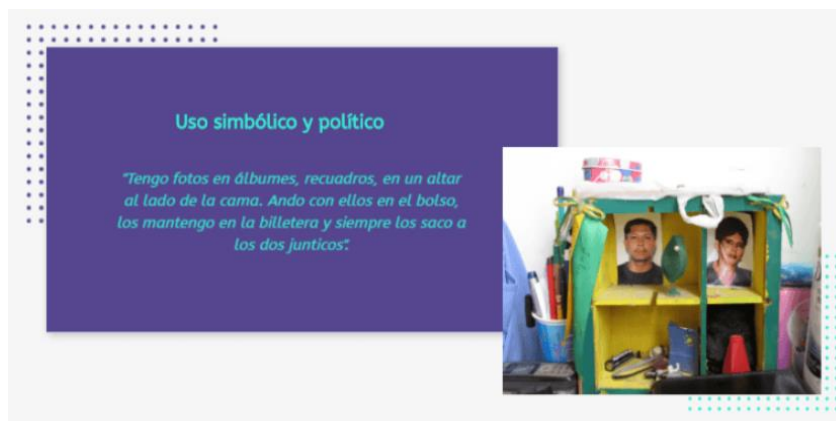 Uso simbólico y político
"Tengo fotos en álbumes, recuadros, en un altar
al lado de la cama. Ando con ellos en el bolso,
los mantengo en la billetera y siempre los saco a
los dos junticos".